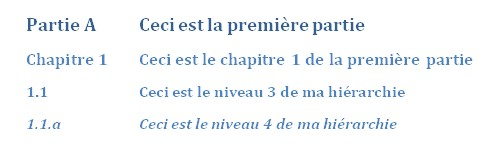 Partie A Ceci est la première partie
Chapitre 1 Ceci est le chapitre 1 de la première partie
1.1 Ceci est le niveau 3 de ma hiérarchie
1.1.a Ceci est le niveau 4 de ma hiérarchie